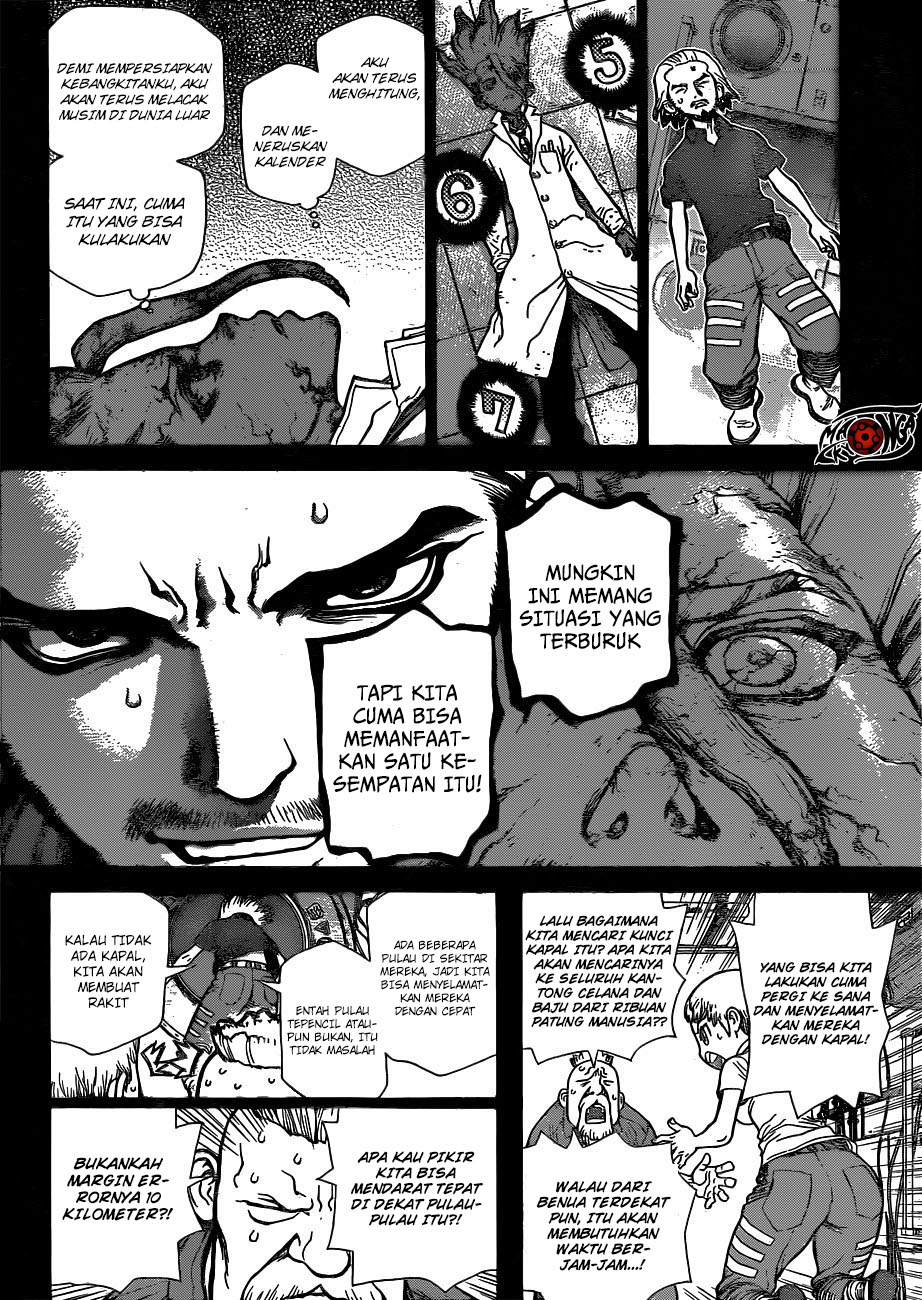 5
6
7
AKU
AKAN TERUS
MENGHITUNG,
DAN ME-
NERUSKAN
KALENDER
DEMI MEMPERSIAPKAN
KEBANGKITANKU, AKU
AKAN TERUS MELACAK
MUSIM DI DUNIA LUAR
SAAT INI, CUMA
ITU YANG BISA
KULAKUKAN
MUNGKIN
INI MEMANG
SITUASI YANG
TERBURUK
TAPI KITA
CUMA BISA
MEMANFAAT-
KAN SATU KE-
SEMPATAN ITU!
YANG BISA KITA
LAKUKAN CUMA
PERGI KE SANA
DAN MENYELAMAT-
KAN MEREKA
DENGAN KAPAL!
LALU BAGAIMANA
KITA MENCARI KUNCI
KAPAL ITU? APA KITA
AKAN MENCARINYA
KE SELURUH KAN-
TONG CELANA DAN
BAJU DARI RIBUAN
PATUNG MANUSIA??
WALAU DARI
BENUA TERDEKAT
PUN, ITU AKAN
MEMBUTUHKAN
WAKTU BER-
JAM-JAM...!
ADA BEBERAPA
PULAU DI SEKITAR
MEREKA, JADI KITA
BISA MENYELAMAT-
KAN MEREKA
DENGAN CEPAT
ENTAH PULAU
TEPENCIL ATAU-
PUN BUKAN, ITU
TIDAK MASALAH
KALAU TIDAK
ADA KAPAL,
KITA AKAN
MEMBUAT
RAKIT
APA KAU PIKIR
KITA BISA
MENDARAT TEPAT
DI DEKAT PULAU-
PULAU ITU?!
BUKANKAH
MARGIN ER-
RORNYA 10
KILOMETER?!